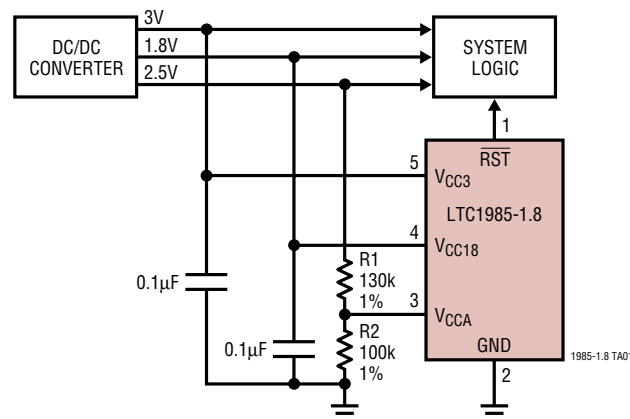 3V
DC/DC
CONVERTER
1.8V
2.5V
SYSTEM
LOGIC
1
RST
5
VCC3
LTC1985-1.8
4
VCC18
R1
130k
1%
0.1µF
3
VCCA
R2
100k
1%
0.1µF
GND
2
1985-1.8 TA01